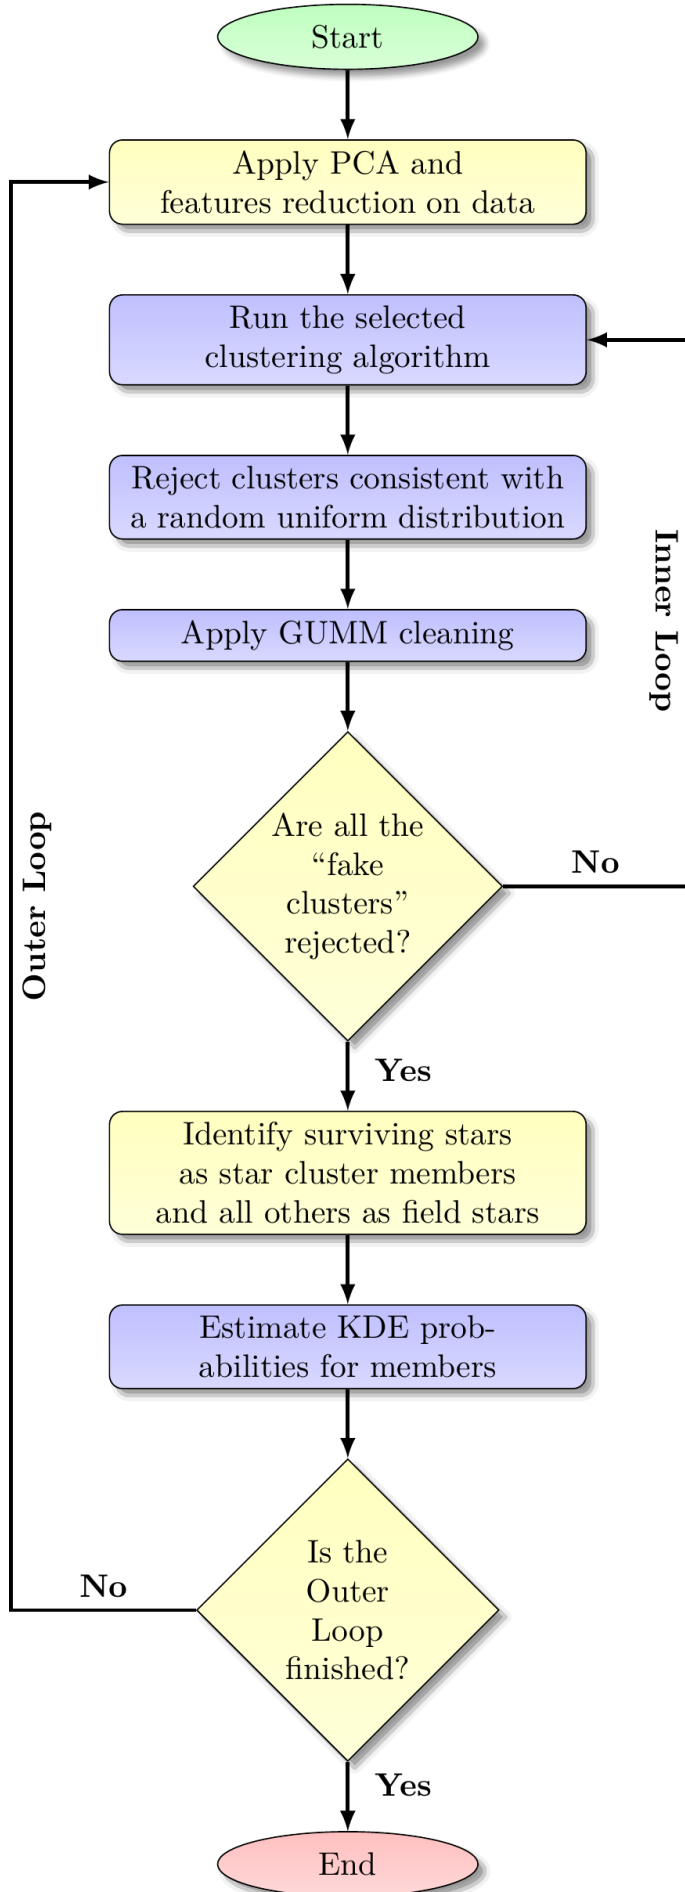 Start
Apply PCA and
features reduction on data
Run the selected
clustering algorithm
Reject clusters consistent with
a random uniform distribution
Inner Loop
Apply GUMM cleaning
Are all the
“fake
clusters”
rejected?
No
Outer Loop
Yes
Identify surviving stars
as star cluster members
and all others as field stars
Estimate KDE prob-
abilities for members
Is the
Outer
Loop
finished?
No
Yes
End